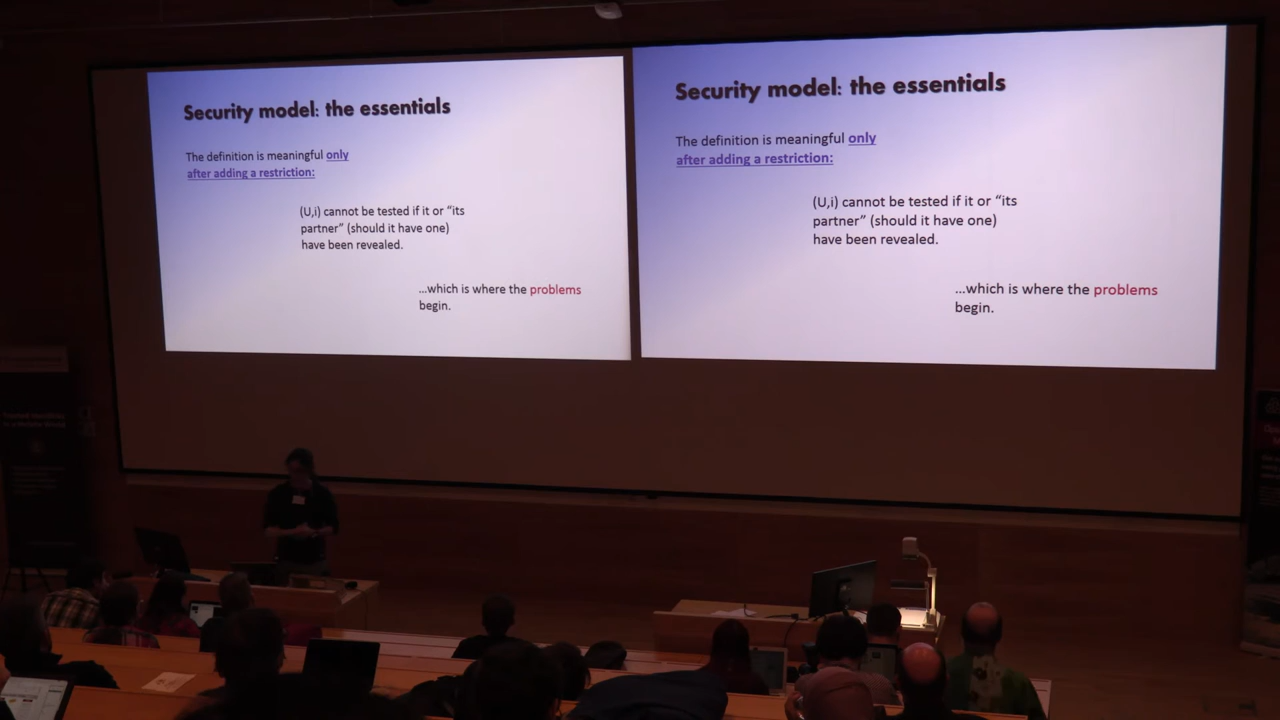 Security model: the essentials
The definition is meaningful only
after adding a restriction:
(U,i) cannot be tested if it or “its
partner” (should it have one)
have been revealed.
...which is where the problems
begin.
Security model: the essentials
The definition is meaningful only
after adding a restriction:
(U,i) cannot be tested if it or “its
partner” (should it have one)
have been revealed.
...which is where the problems
begin.